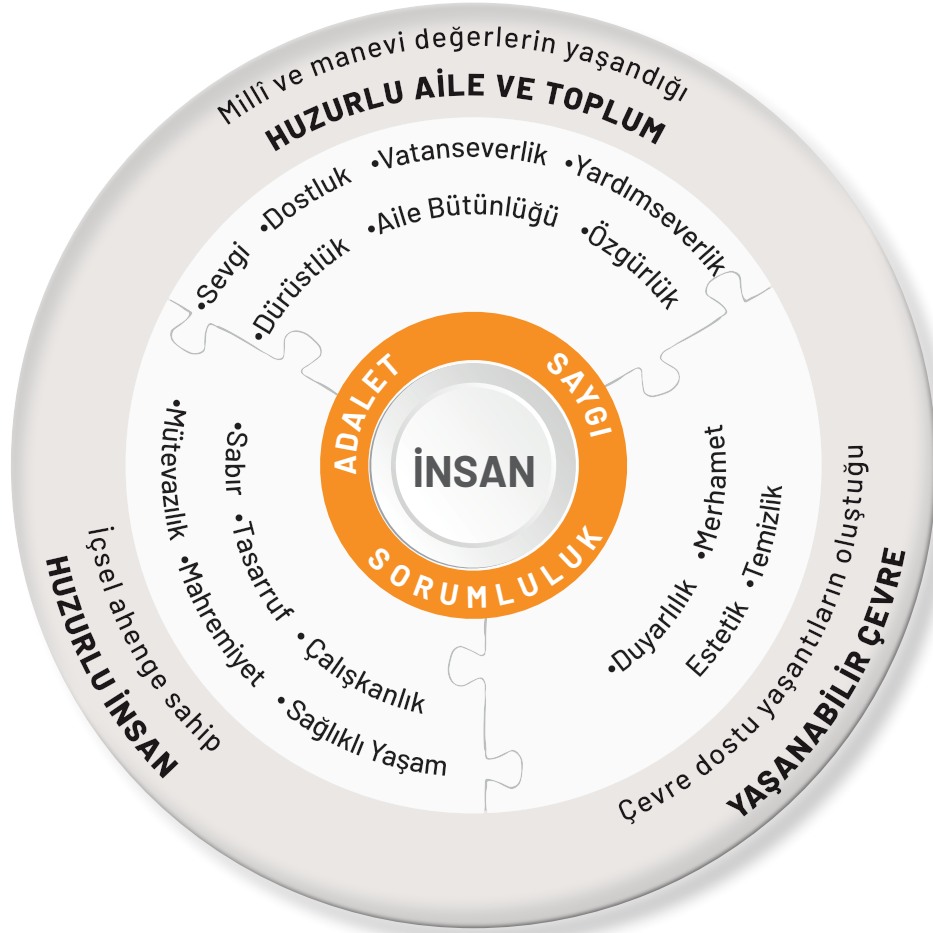 Millî ve manevi değerlerin yaşandığı
HUZURLU AİLE VE TOPLUM
•Sevgi •Dostluk •Vatanseverlik •Yardımseverlik
•Dürüstlük •Aile Bütünlüğü •Özgürlük
ADALET
SAYGI
SORUMLULUK
İNSAN
•Sabır •Tasarruf •Çalışkanlık
•Mütevazılık •Mahremiyet •Sağlıklı Yaşam
İçsel ahenge sahip
HUZURLU İNSAN
•Duyarlılık •Merhamet
Estetik •Temizlik
Çevre dostu yaşantıların oluştuğu
YAŞANABİLİR ÇEVRE